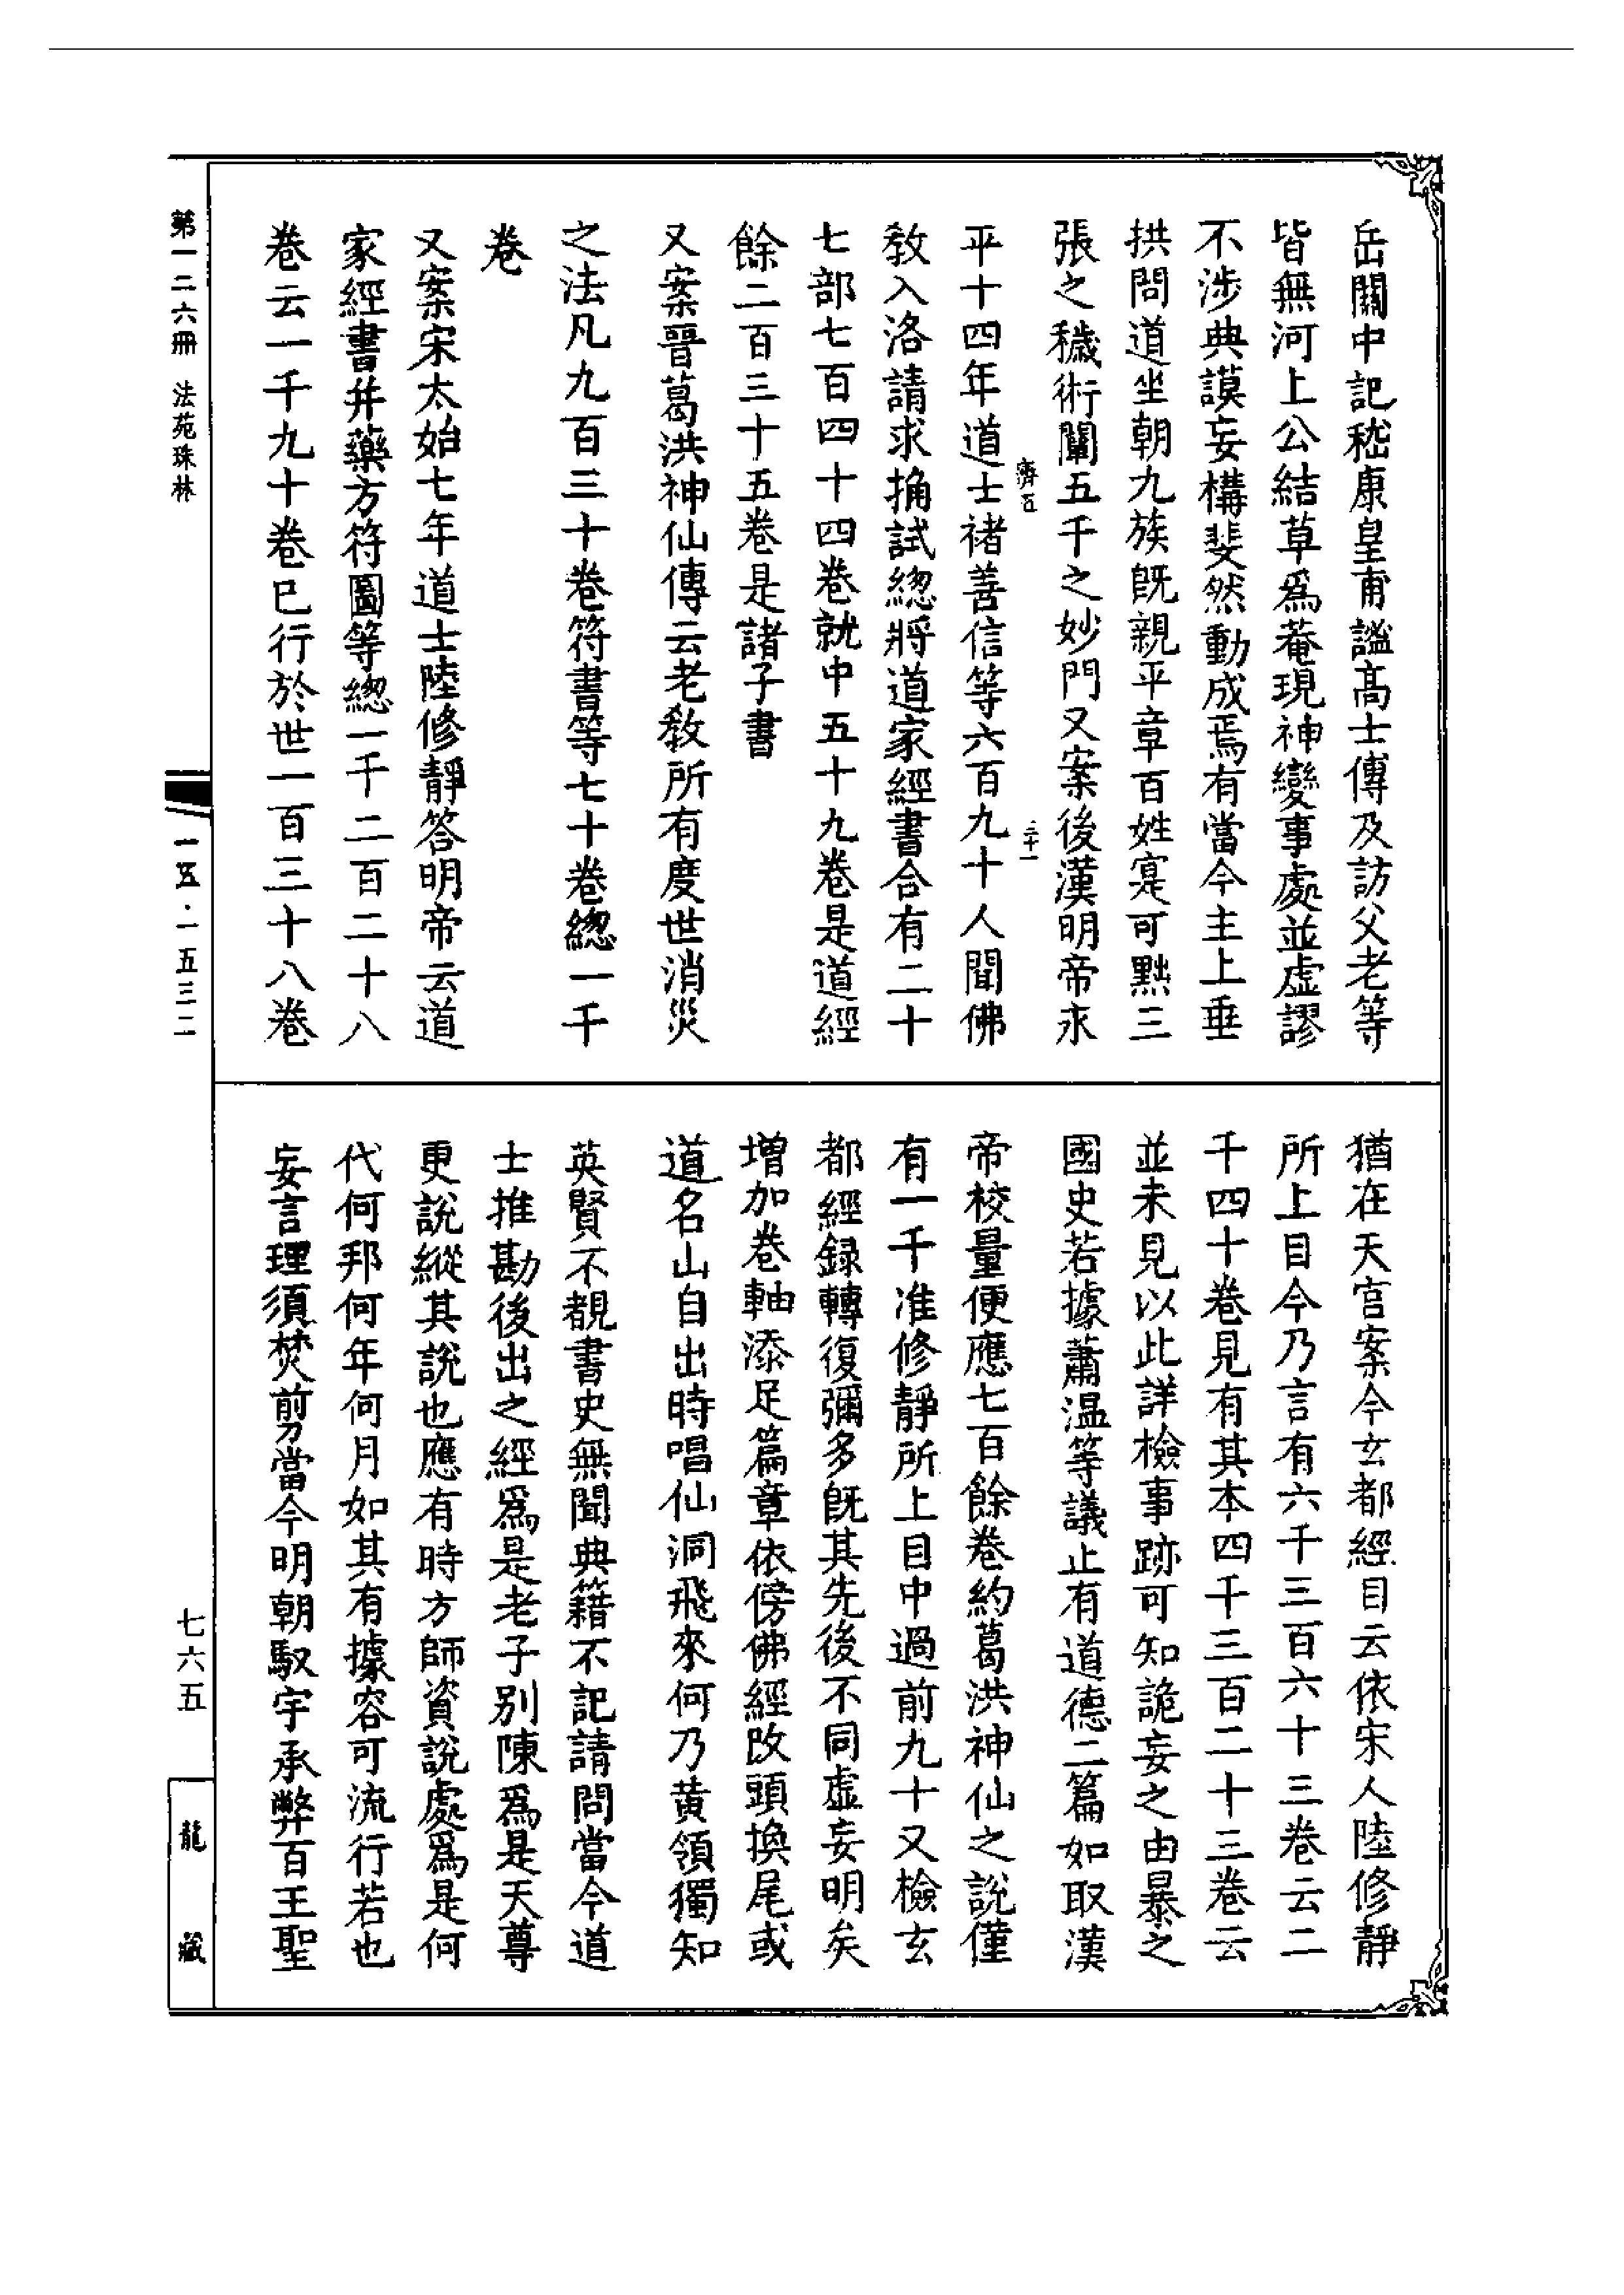 岳關中記嵇康皇甫謐高士傳及訪父老等
皆無河上公結草爲菴現神變事處並虛謬
不涉典謨妄構斐然動成焉有當今主上垂
拱問道坐朝九族旣親平章百姓寔可黜三
張之穢術闡五千之妙門又案後漢明帝永
濟五 二十一
平十四年道士褚善信等六百九十人聞佛
教入洛請求捔試總將道家經書合有二十
七部七百四十四卷就中五十九卷是道經
餘二百三十五卷是諸子書
又案晉葛洪神仙傳云老教所有度世消災
之法凡九百三十卷符書等七十卷總一千
卷
又案宋太始七年道士陸修靜答明帝云道
家經書并藥方符圖等總一千二百二十八
卷云一千九十卷已行於世一百三十八卷
猶在天宫案今玄都經目云依宋人陸修靜
所上目今乃言有六千三百六十三卷云二
千四十卷見有其本四千三百二十三卷云
並未見以此詳檢事跡可知詭妄之由暴之
國史若據蕭温等議止有道德二篇如取漢
帝校量便應七百餘卷約葛洪神仙之說僅
有一千准修靜所上目中過前九十又檢玄
都經録轉復彌多旣其先後不同虛妄明矣
增加卷軸添足篇章依傍佛經改頭換尾或
道名山自出時唱仙洞飛來何乃黄領獨知
英賢不覩書史無聞典籍不記請問當今道
士推勘後出之經爲是老子别陳爲是天尊
更說縱其說也應有時方師資說處爲是何
代何邦何年何月如其有據容可流行若也
妄言理須焚剪當今明朝馭宇承弊百王聖
第一二六冊 法苑珠林
一五·一五三二
七六五
龍藏